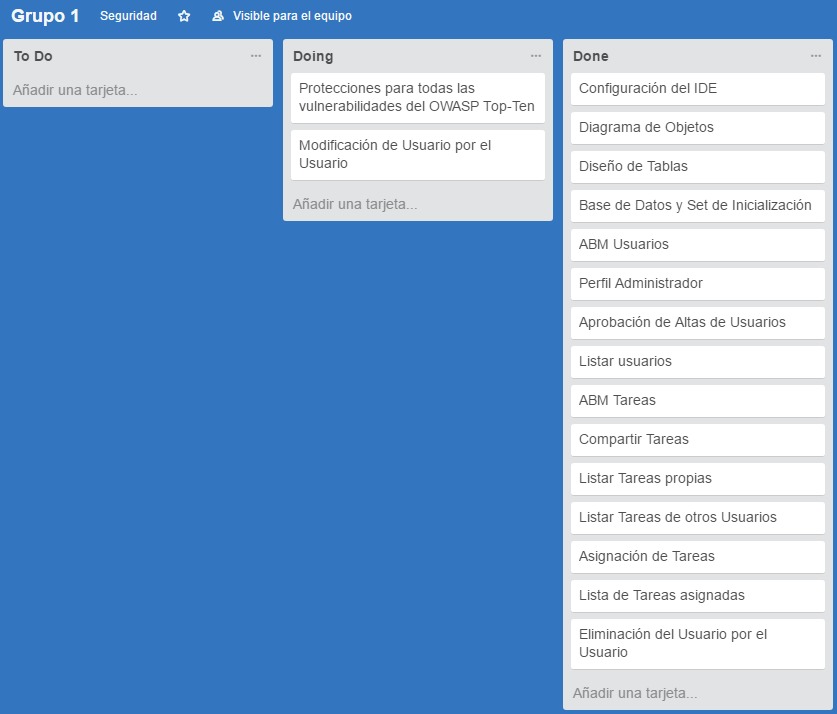 Grupo 1 Seguridad Visible para el equipo
To Do
Añadir una tarjeta...
Doing
Protecciones para todas las
vulnerabilidades del OWASP Top-Ten
Modificación de Usuario por el
Usuario
Añadir una tarjeta...
Done
Configuración del IDE
Diagrama de Objetos
Diseño de Tablas
Base de Datos y Set de Inicialización
ABM Usuarios
Perfil Administrador
Aprobación de Altas de Usuarios
Listar usuarios
ABM Tareas
Compartir Tareas
Listar Tareas propias
Listar Tareas de otros Usuarios
Asignación de Tareas
Lista de Tareas asignadas
Eliminación del Usuario por el
Usuario
Añadir una tarjeta...